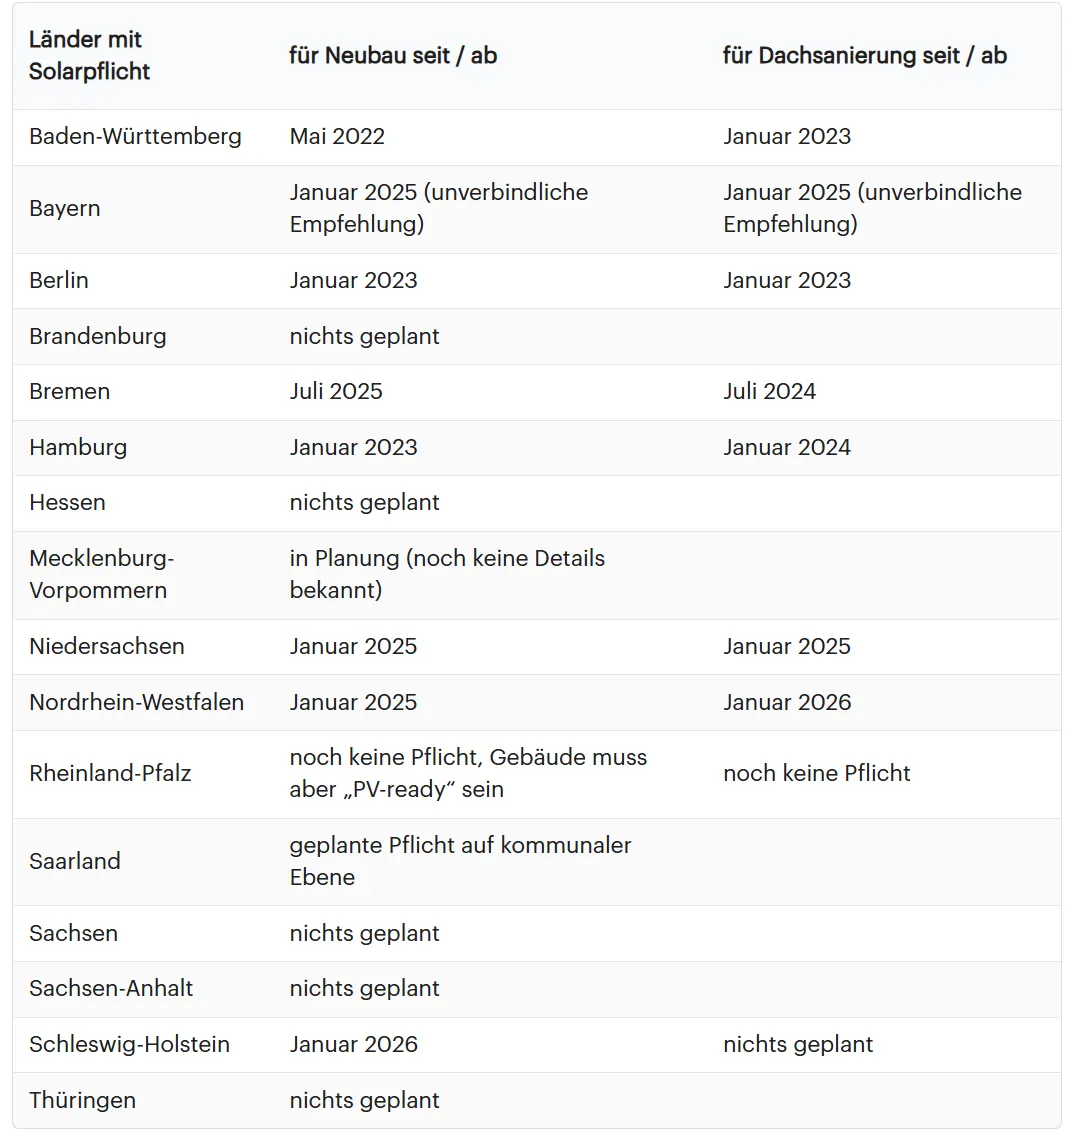 Länder mit
Solarpflicht
für Neubau seit / ab
für Dachsanierung seit / ab
Baden-Württemberg
Mai 2022
Januar 2023
Bayern
Januar 2025 (unverbindliche
Empfehlung)
Januar 2025 (unverbindliche
Empfehlung)
Berlin
Januar 2023
Januar 2023
Brandenburg
nichts geplant
Bremen
Juli 2025
Juli 2024
Hamburg
Januar 2023
Januar 2024
Hessen
nichts geplant
Mecklenburg-
Vorpommern
in Planung (noch keine Details
bekannt)
Niedersachsen
Januar 2025
Januar 2025
Nordrhein-Westfalen
Januar 2025
Januar 2026
Rheinland-Pfalz
noch keine Pflicht, Gebäude muss
aber „PV-ready“ sein
noch keine Pflicht
Saarland
geplante Pflicht auf kommunaler
Ebene
Sachsen
nichts geplant
Sachsen-Anhalt
nichts geplant
Schleswig-Holstein
Januar 2026
nichts geplant
Thüringen
nichts geplant